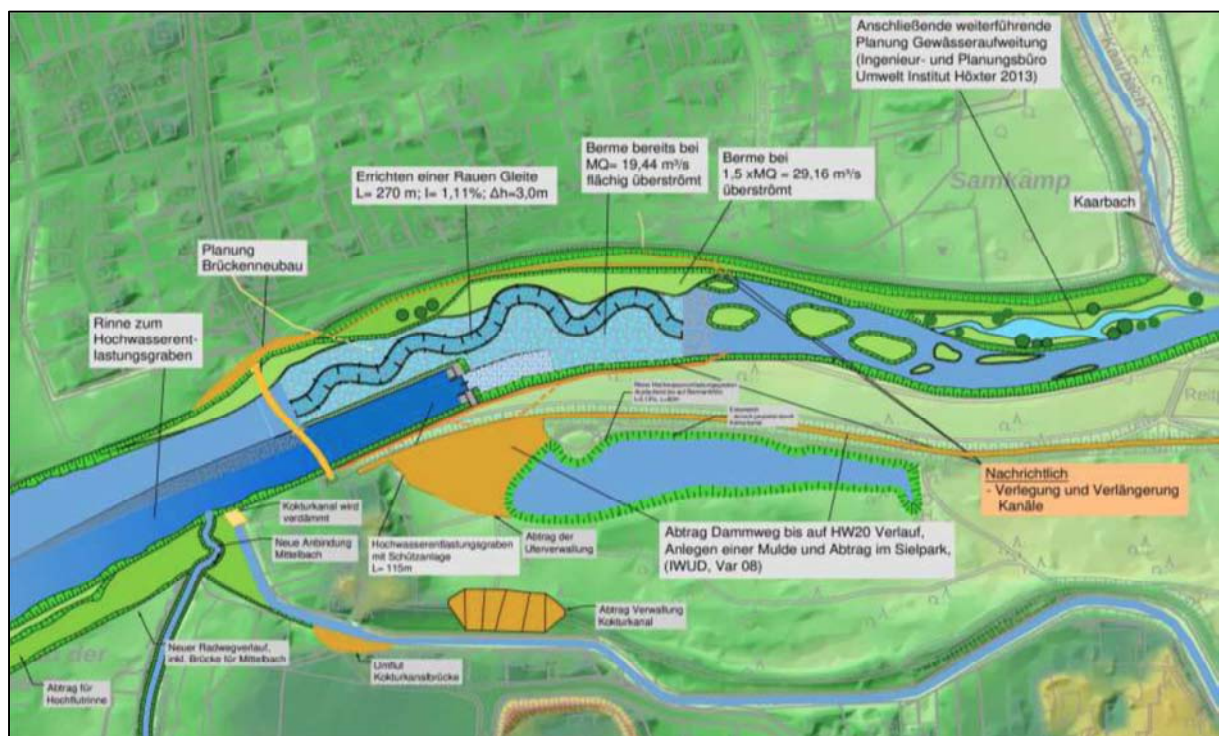 Anschließende weiterführende
Planung Gewässeraufweitung
(Ingenieur- und Planungsbüro
Umwelt Institut Höxter 2013)
Kaarbach
Errichten einer Rauen Gleite
L= 270 m; I= 1,11%; Δh=3,0m
Berme bereits bei
MQ= 19,44 m³/s
flächig überströmt
Berme bei
1,5 xMQ = 29,16 m³/s
überströmt
Samkamp
Kaarbach
Planung
Brückenneubau
Rinne zum
Hochwasserent-
lastungsgraben
Reit
Nachrichtlich
- Verlegung und Verlängerung
Kanäle
Kokturkanal wird
verdämmt
Neue Anbindung
Mittelbach
Hochwasserentlastungsgraben
mit Schützanlage
L= 115m
Abtrag der
Uferverwallung
Abtrag Dammweg bis auf HW20 Verlauf,
Anlegen einer Mulde und Abtrag im Sielpark,
(IWUD, Var 08)
Abtrag Verwallung
Kokturkanal
Neuer Radwegverlauf,
inkl. Brücke für Mittelbach
Umflut
Kokturkanalbrücke
der
Abtrag für
Hochflutrinne